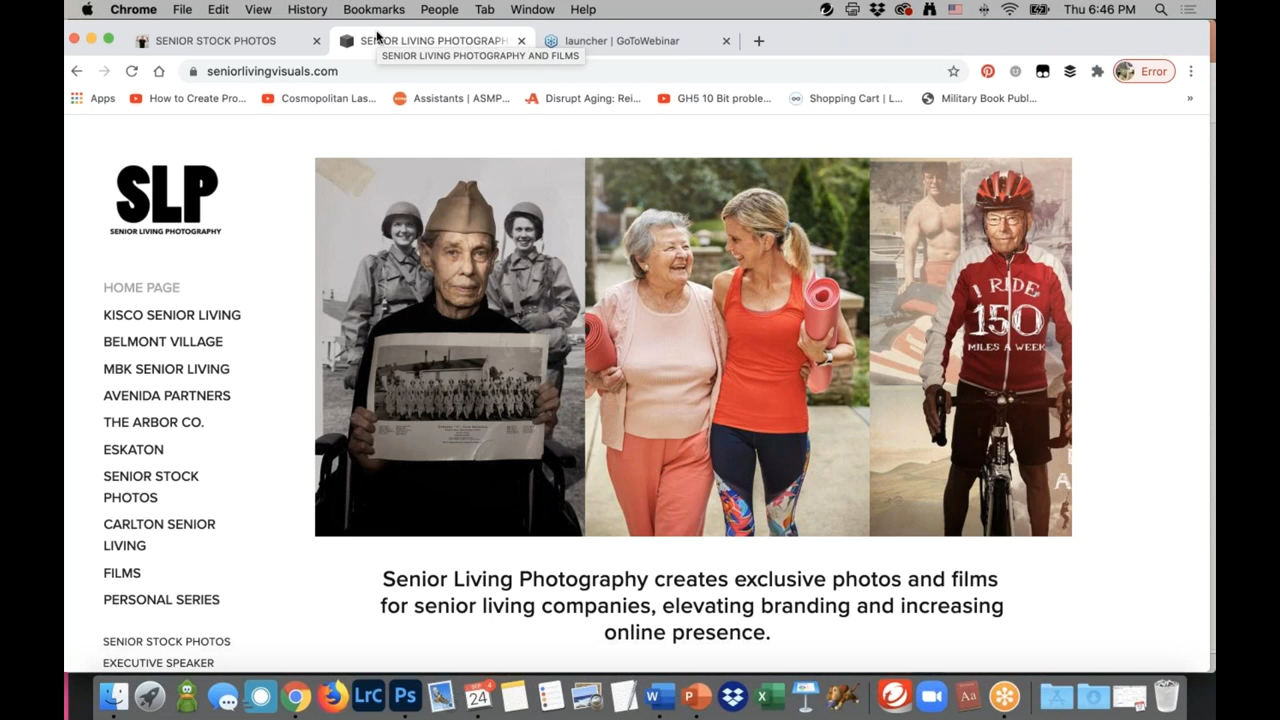 Chrome File Edit View History Bookmarks People Tab Window Help Thu 6:46 PM
SENIOR STOCK PHOTOS SENIOR LIVING PHOTOGRAPH launcher | GoToWebinar
SENIOR LIVING PHOTOGRAPHY AND FILMS
seniorlivingvisuals.com Error
Apps How to Create Pro... Cosmopolitan Las... Assistants | ASMP... Disrupt Aging: Rei... GH5 10 Bit proble... Shopping Cart | L... Military Book Publ... »
SLP
SENIOR LIVING PHOTOGRAPHY
HOME PAGE
KISCO SENIOR LIVING
BELMONT VILLAGE
MBK SENIOR LIVING
AVENIDA PARTNERS
THE ARBOR CO.
ESKATON
SENIOR STOCK
PHOTOS
CARLTON SENIOR
LIVING
FILMS
PERSONAL SERIES
SENIOR STOCK PHOTOS
EXECUTIVE SPEAKER
I RIDE
150
MILES A WEEK
Senior Living Photography creates exclusive photos and films
for senior living companies, elevating branding and increasing
online presence.
LrC Ps SEP 24 4 W P X Aa